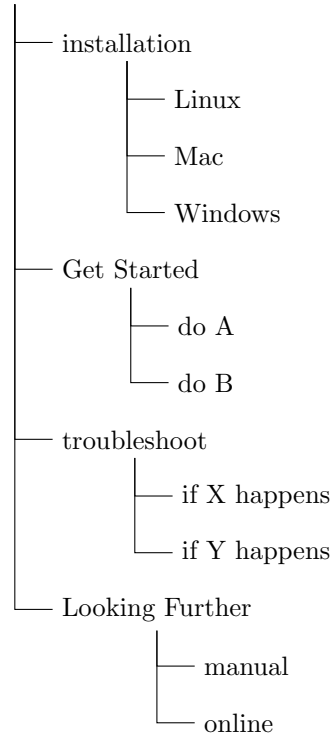 installation
Linux
Mac
Windows
Get Started
do A
do B
troubleshoot
if X happens
if Y happens
Looking Further
manual
online